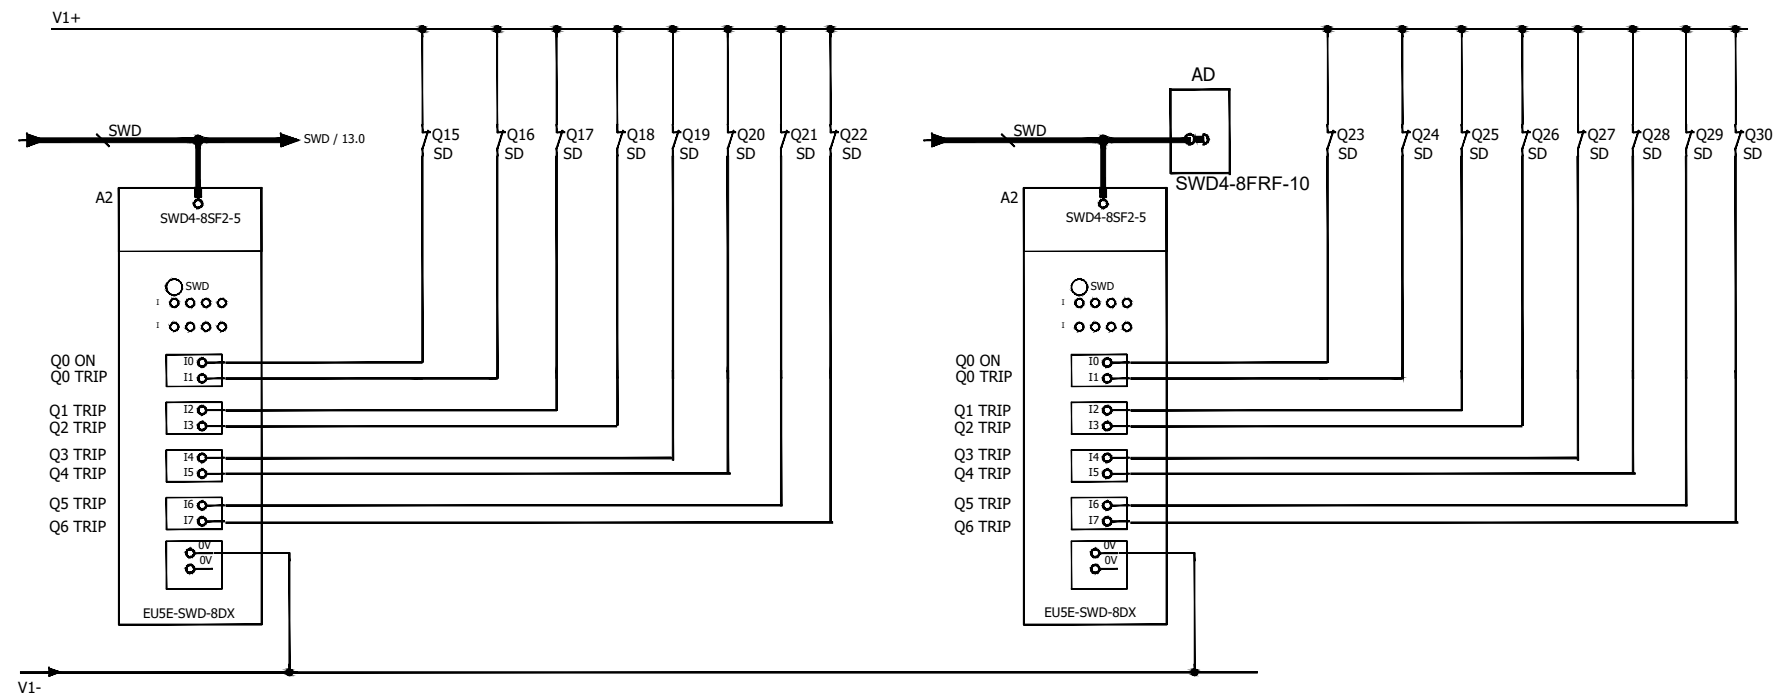 V1+
AD
SWD
SWD / 13.0
Q15 SD
Q16 SD
Q17 SD
Q18 SD
Q19 SD
Q20 SD
Q21 SD
Q22 SD
SWD
Q23 SD
Q24 SD
Q25 SD
Q26 SD
Q27 SD
Q28 SD
Q29 SD
Q30 SD
SWD4-8FRF-10
A2
SWD4-8SF2-5
SWD
I
I
Q0 ON I0
Q0 TRIP I1
Q1 TRIP I2
Q2 TRIP I3
Q3 TRIP I4
Q4 TRIP I5
Q5 TRIP I6
Q6 TRIP I7
0V
0V
EU5E-SWD-8DX
A2
SWD4-8SF2-5
SWD
I
I
Q0 ON I0
Q0 TRIP I1
Q1 TRIP I2
Q2 TRIP I3
Q3 TRIP I4
Q4 TRIP I5
Q5 TRIP I6
Q6 TRIP I7
0V
0V
EU5E-SWD-8DX
V1-